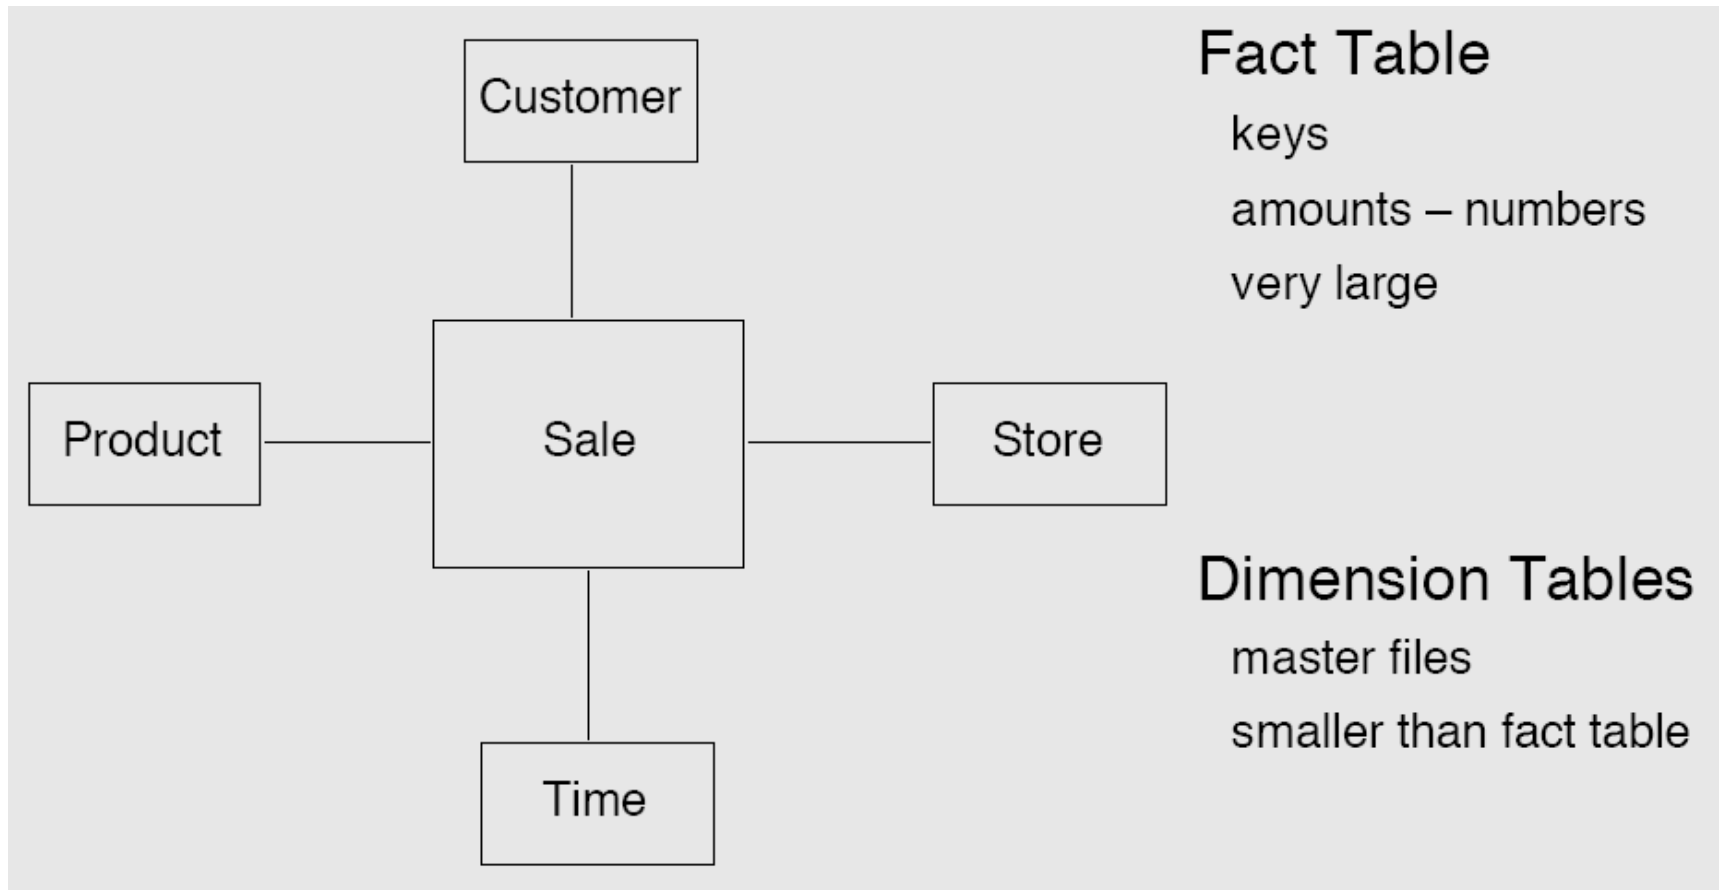 Customer
Product
Sale
Store
Time
Fact Table
keys
amounts – numbers
very large
Dimension Tables
master files
smaller than fact table